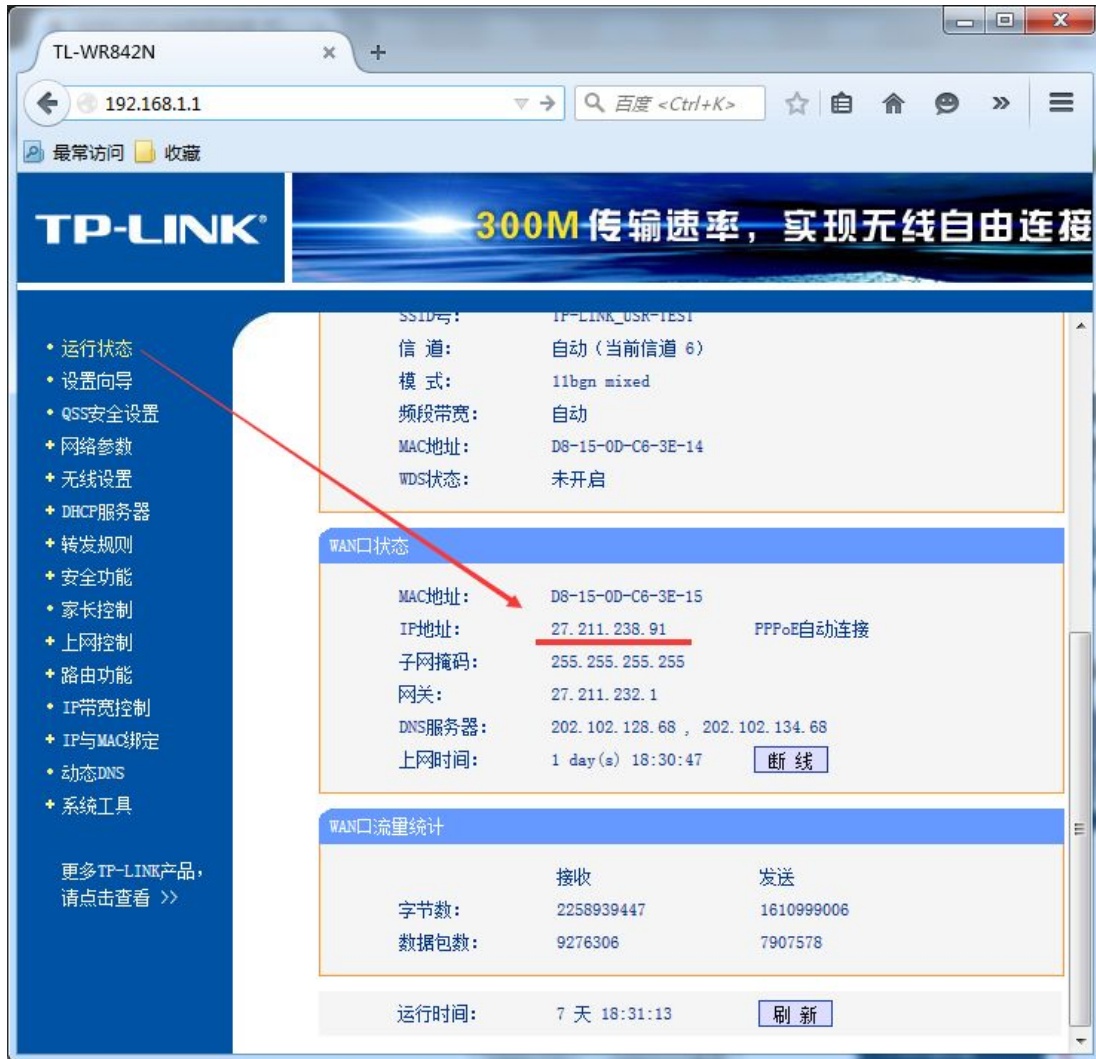 TL-WR842N
192.168.1.1
百度 <Ctrl+K>
最常访问 收藏
TP-LINK®
300M传输速率，实现无线自由连接
运行状态
设置向导
QSS安全设置
网络参数
无线设置
DHCP服务器
转发规则
安全功能
家长控制
上网控制
路由功能
IP带宽控制
IP与MAC绑定
动态DNS
系统工具
更多TP-LINK产品，
请点击查看 >>
SSID号： TP-LINK_USR-TEST
信 道： 自动（当前信道 6）
模 式： 11bgn mixed
频段带宽： 自动
MAC地址： D8-15-0D-C6-3E-14
WDS状态： 未开启
WAN口状态
MAC地址： D8-15-0D-C6-3E-15
IP地址： 27.211.238.91 PPPoE自动连接
子网掩码： 255.255.255.255
网关： 27.211.232.1
DNS服务器： 202.102.128.68 , 202.102.134.68
上网时间： 1 day(s) 18:30:47 断 线
WAN口流量统计
接收 发送
字节数： 2258939447 1610999006
数据包数： 9276306 7907578
运行时间： 7 天 18:31:13 刷 新